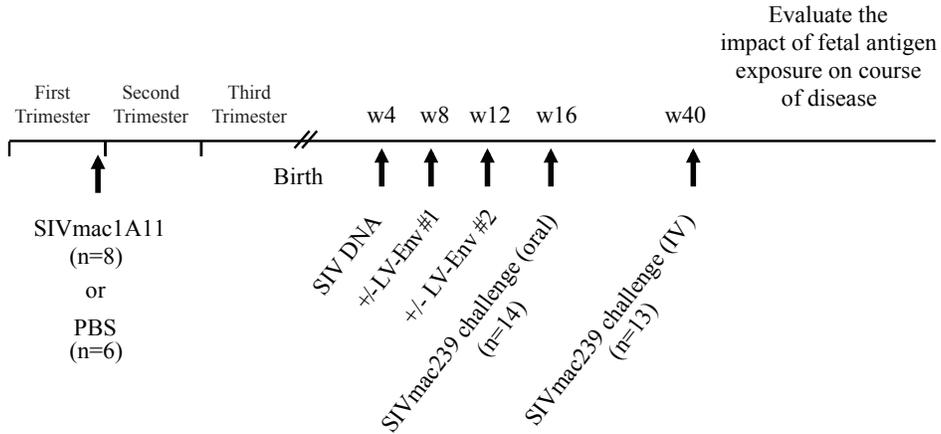 Evaluate the
impact of fetal antigen
exposure on course
of disease
First
Trimester
Second
Trimester
Third
Trimester
w4
w8
w12
w16
w40
Birth
SIVmac1A11
(n=8)
or
PBS
(n=6)
SIV DNA
+/-LV-Env#1
+/- LV-Env #2
SIVmac239 challenge (oral)
(n=14)
SIVmac239 challenge (IV)
(n=13)